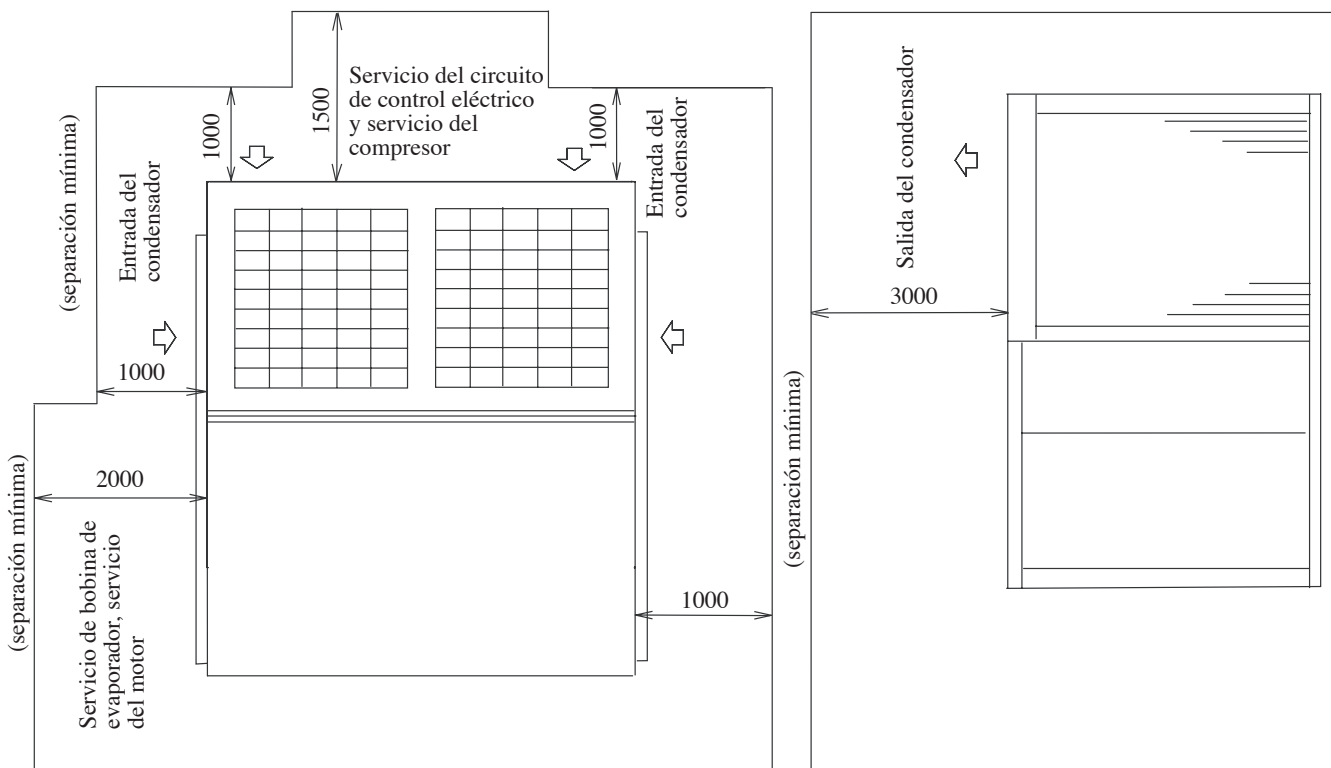 Servicio del circuito
de control eléctrico
y servicio del
compresor
1500
1000
1000
(separación mínima)
Entrada del
condensador
Entrada del
condensador
1000
2000
(separación mínima)
Servicio de bobina de
evaporador, servicio
del motor
1000
(separación mínima)
Salida del condensador
3000